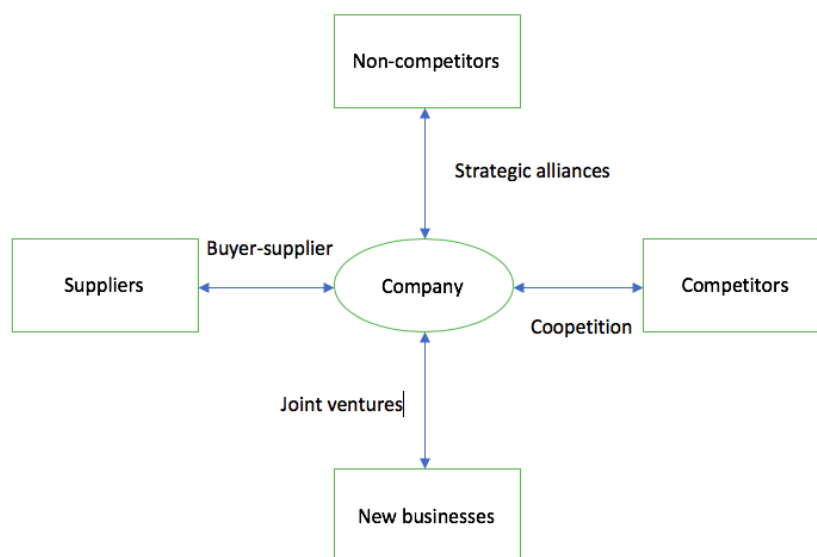 Non-competitors
Strategic alliances
Buyer-supplier
Suppliers
Company
Competitors
Coopetition
Joint ventures
New businesses